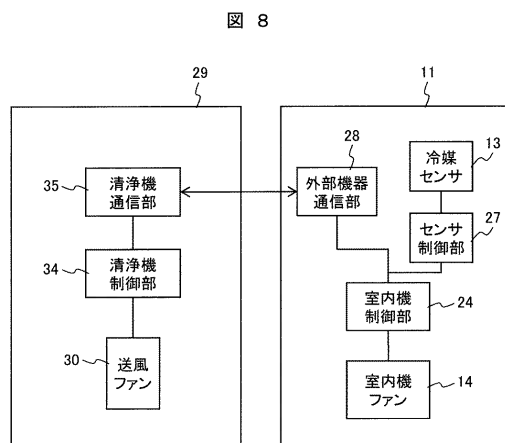 図 8
29
清浄機
通信部
35
清浄機
制御部
34
送風
ファン
30
11
28
外部機器
通信部
冷媒
センサ
13
センサ
制御部
27
室内機
制御部
24
室内機
ファン
14